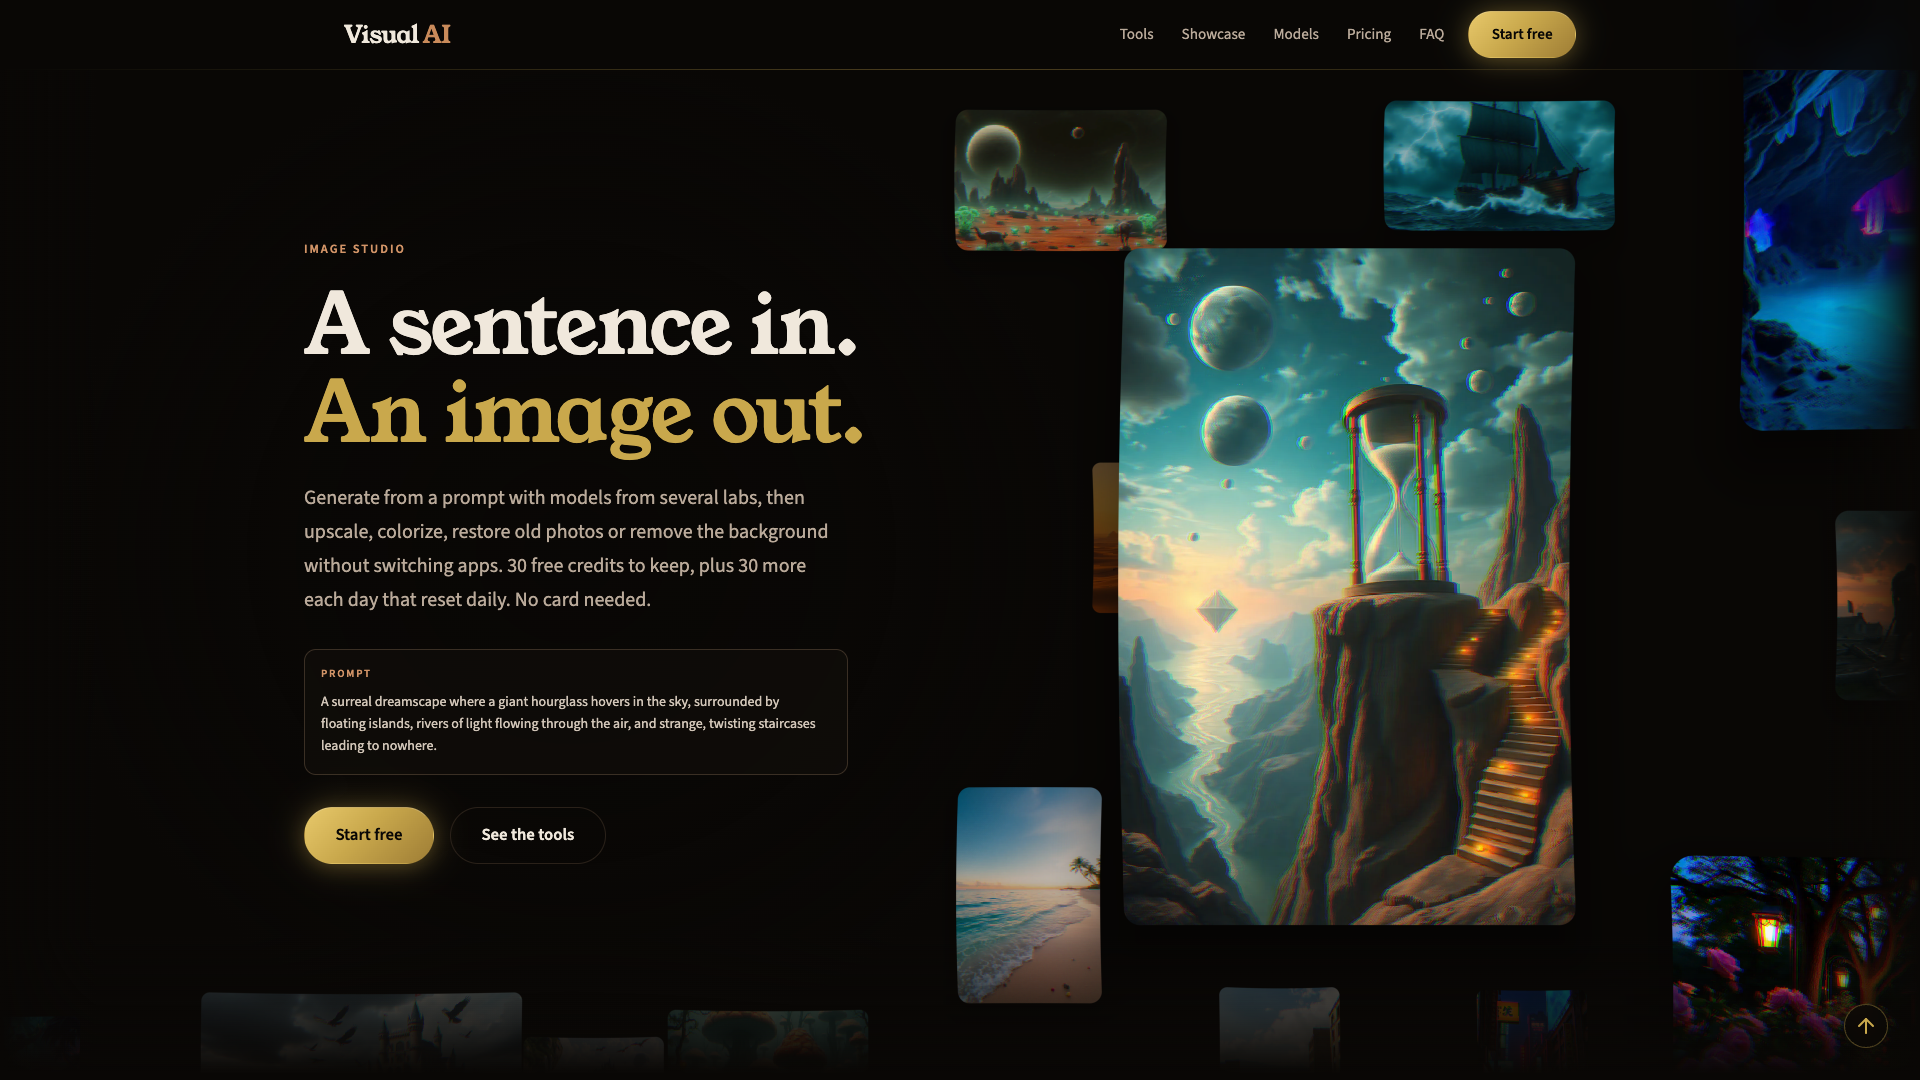 Visual AI
Tools
Showcase
Models
Pricing
FAQ
Start free
IMAGE STUDIO
A sentence in.
An image out.
Generate from a prompt with models from several labs, then
upscale, colorize, restore old photos or remove the background
without switching apps. 30 free credits to keep, plus 30 more
each day that reset daily. No card needed.
PROMPT
A surreal dreamscape where a giant hourglass hovers in the sky, surrounded by
floating islands, rivers of light flowing through the air, and strange, twisting staircases
leading to nowhere.
Start free
See the tools